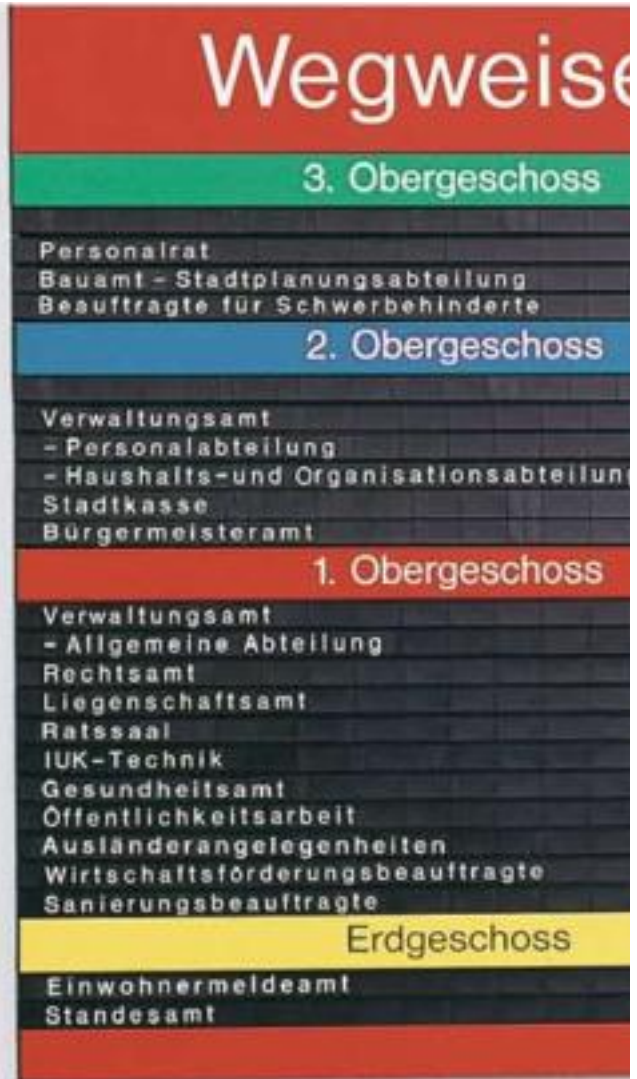 Wegweise
3. Obergeschoss
Personalrat
Bauamt – Stadtplanungsabteilung
Beauftragte für Schwerbehinderte
2. Obergeschoss
Verwaltungsamt
– Personalabteilung
– Haushalts-und Organisationsabteilung
Stadtkasse
Bürgermeisteramt
1. Obergeschoss
Verwaltungsamt
– Allgemeine Abteilung
Rechtsamt
Liegenschaftsamt
Ratssaal
IUK-Technik
Gesundheitsamt
Öffentlichkeitsarbeit
Ausländerangelegenheiten
Wirtschaftsförderungsbeauftragte
Sanierungsbeauftragte
Erdgeschoss
Einwohnermeldeamt
Standesamt